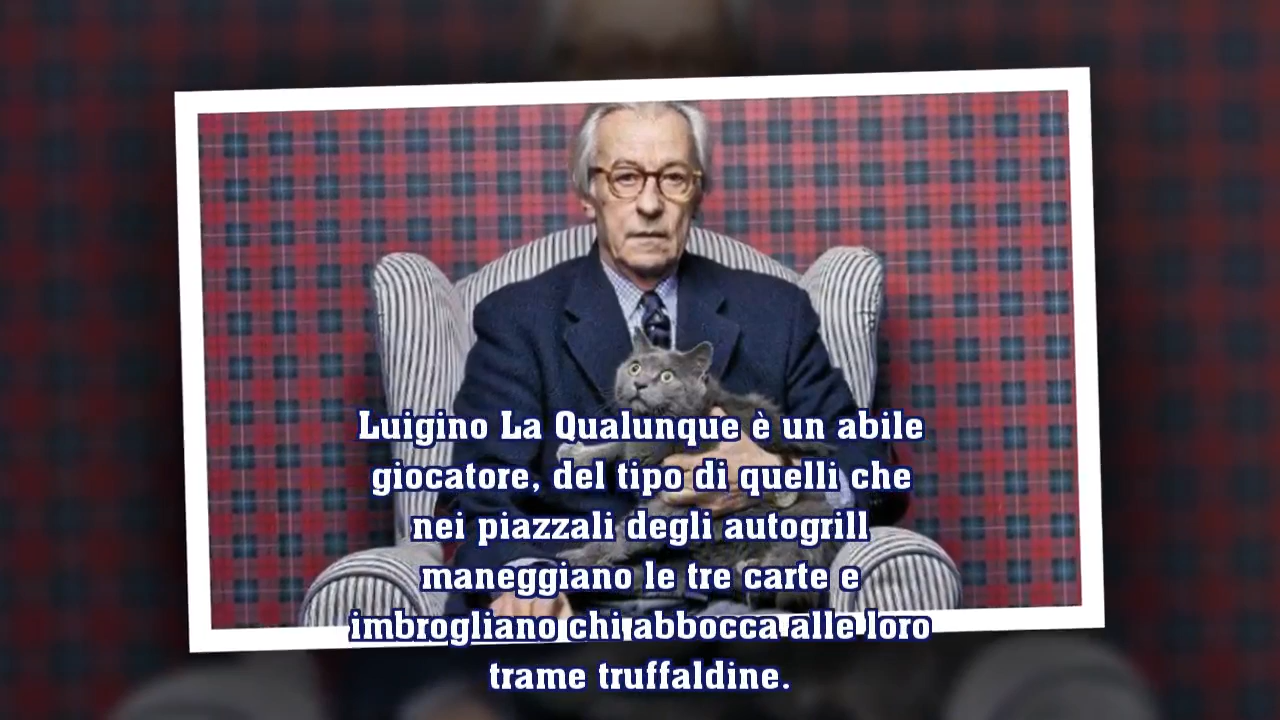 Luigino La Qualunque è un abile
giocatore, del tipo di quelli che
nei piazzali degli autogrill
maneggiano le tre carte e
imbrogliano chi abbocca alle loro
trame truffaldine.